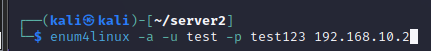 ┌──(kali㉿kali)-[~/server2]
└─$ enum4linux -a -u test -p test123 192.168.10.2